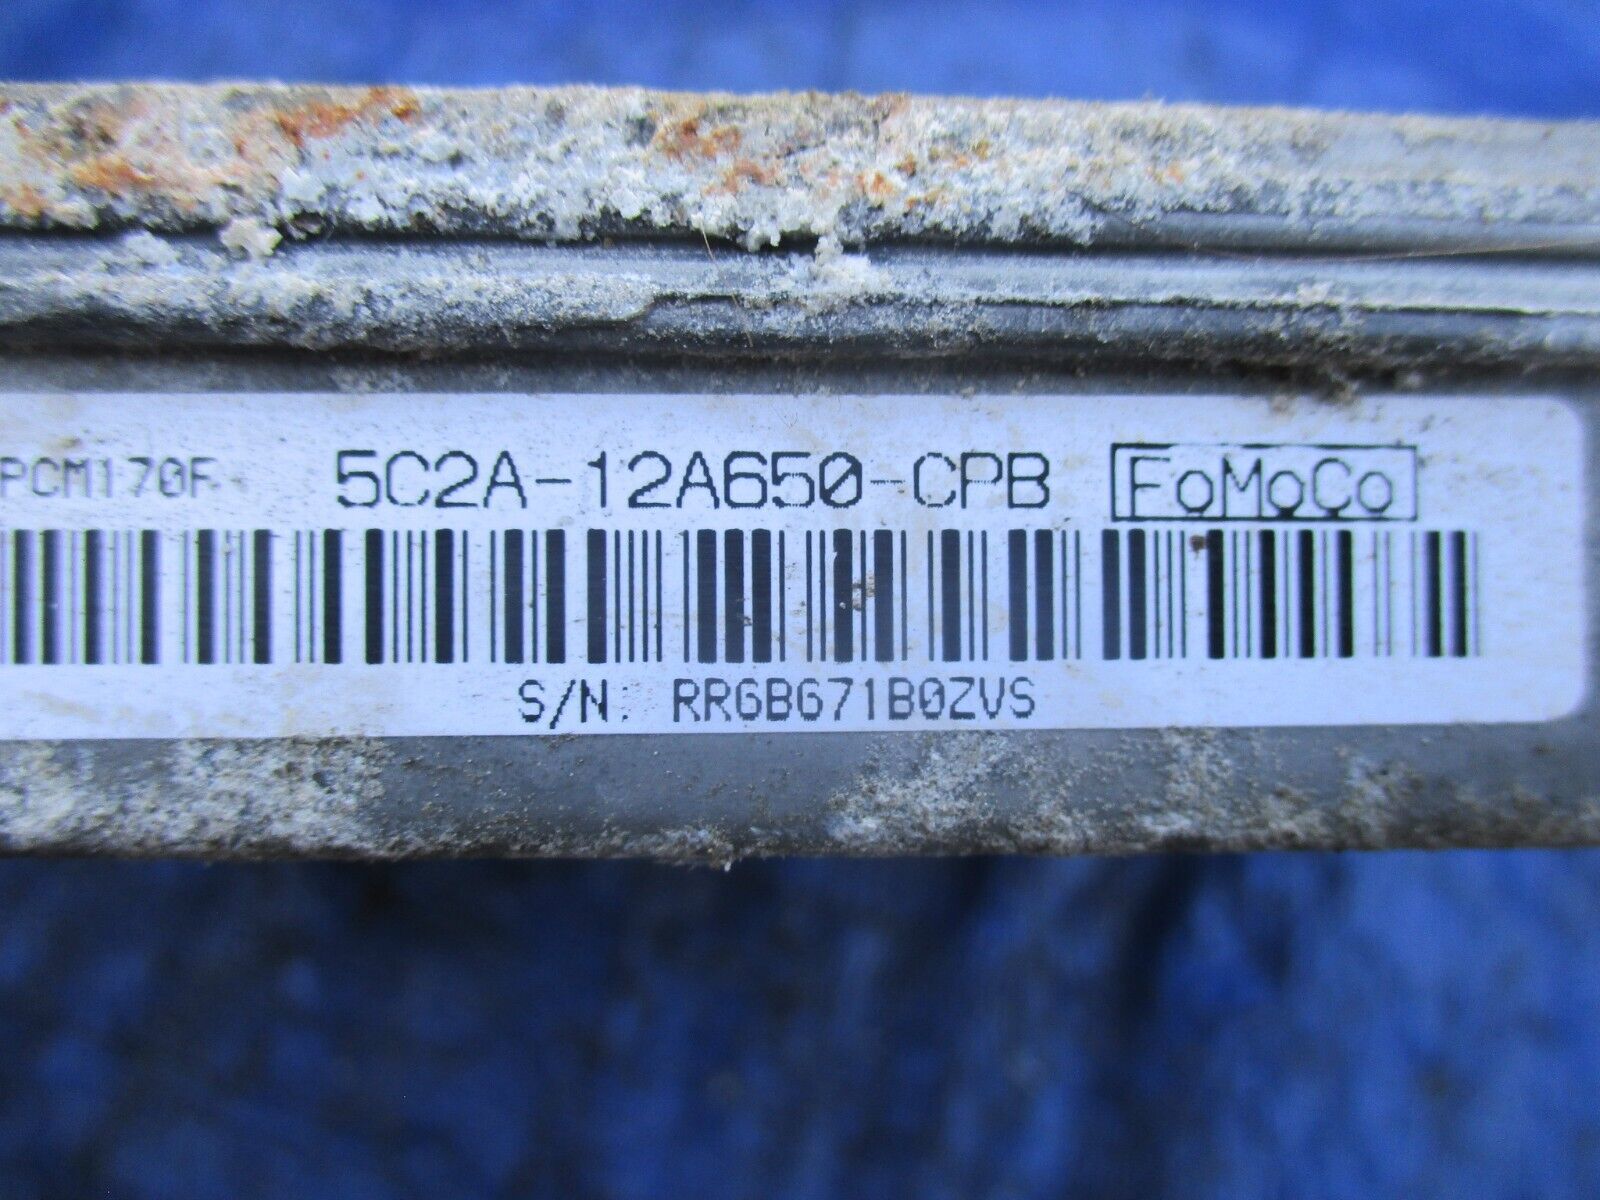 PCM170F 5C2A-12A650-CPB FoMoCo
S/N: RR6B671B0ZVS